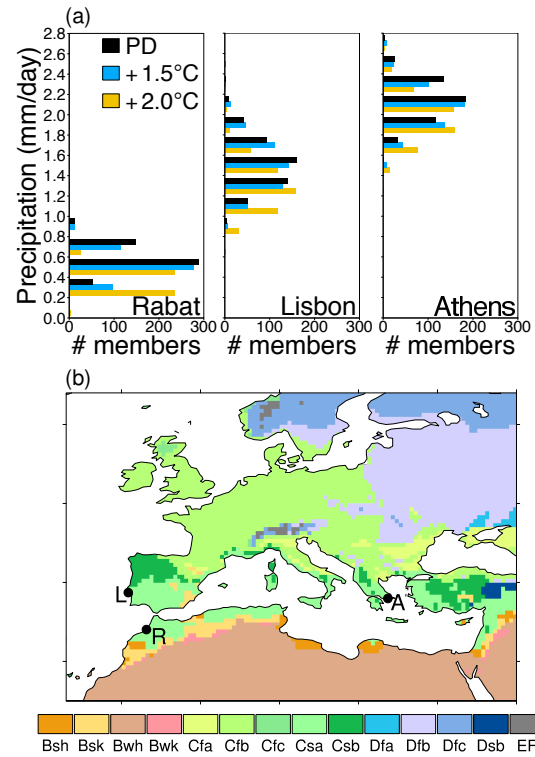 (a)
PD
+1.5°C
+2.0°C
Precipitation (mm/day)
2.8
2.6
2.4
2.2
2.0
1.8
1.6
1.4
1.2
1.0
0.8
0.6
0.4
0.2
0.0
Rabat
Lisbon
Athens
0 100 200 300
0 100 200 300
0 100 200 300
# members
# members
# members
(b)
L
R
A
Bsh Bsk Bwh Bwk Cfa Cfb Cfc Csa Csb Dfa Dfb Dfc Dsb EF